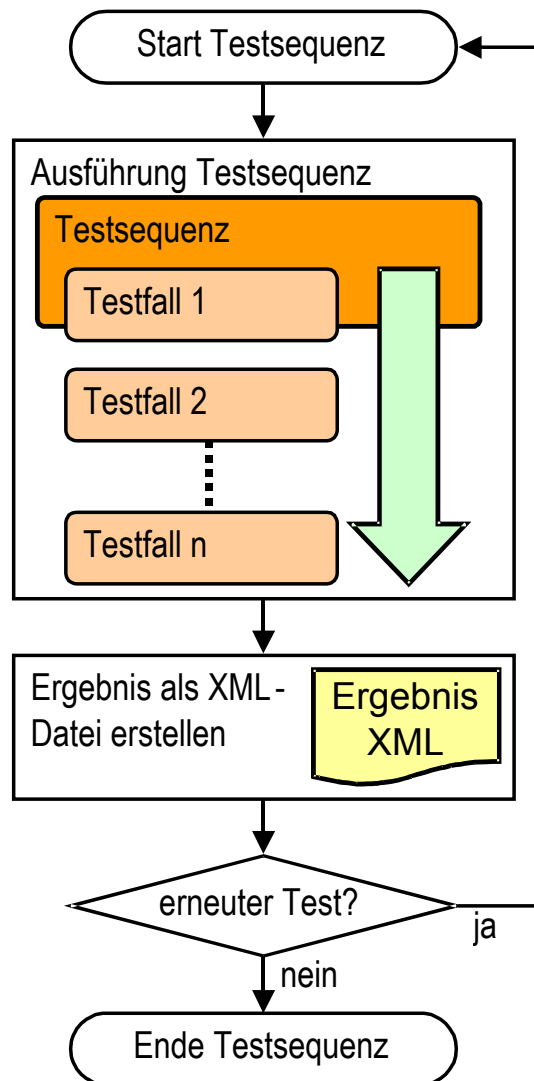 Start Testsequenz
Ausführung Testsequenz
Testsequenz
Testfall 1
Testfall 2
Testfall n
Ergebnis als XML-
Datei erstellen
Ergebnis
XML
erneuter Test?
ja
nein
Ende Testsequenz